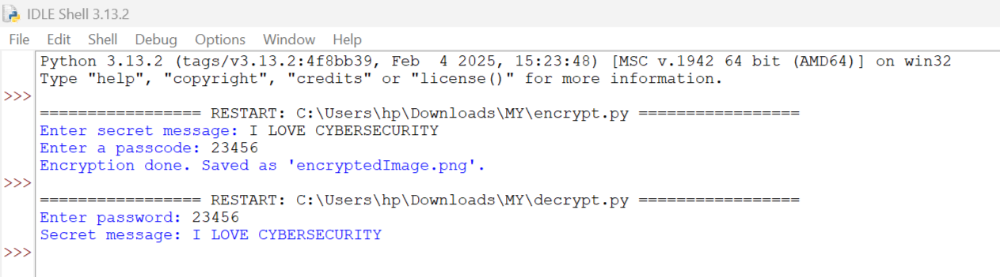 IDLE Shell 3.13.2
File Edit Shell Debug Options Window Help
Python 3.13.2 (tags/v3.13.2:4f8bb39, Feb  4 2025, 15:23:48) [MSC v.1942 64 bit (AMD64)] on win32
Type "help", "copyright", "credits" or "license()" for more information.
>>>
================= RESTART: C:\Users\hp\Downloads\MY\encrypt.py =================
Enter secret message: I LOVE CYBERSECURITY
Enter a passcode: 23456
Encryption done. Saved as 'encryptedImage.png'.
>>>
================= RESTART: C:\Users\hp\Downloads\MY\decrypt.py =================
Enter password: 23456
Secret message: I LOVE CYBERSECURITY
>>>